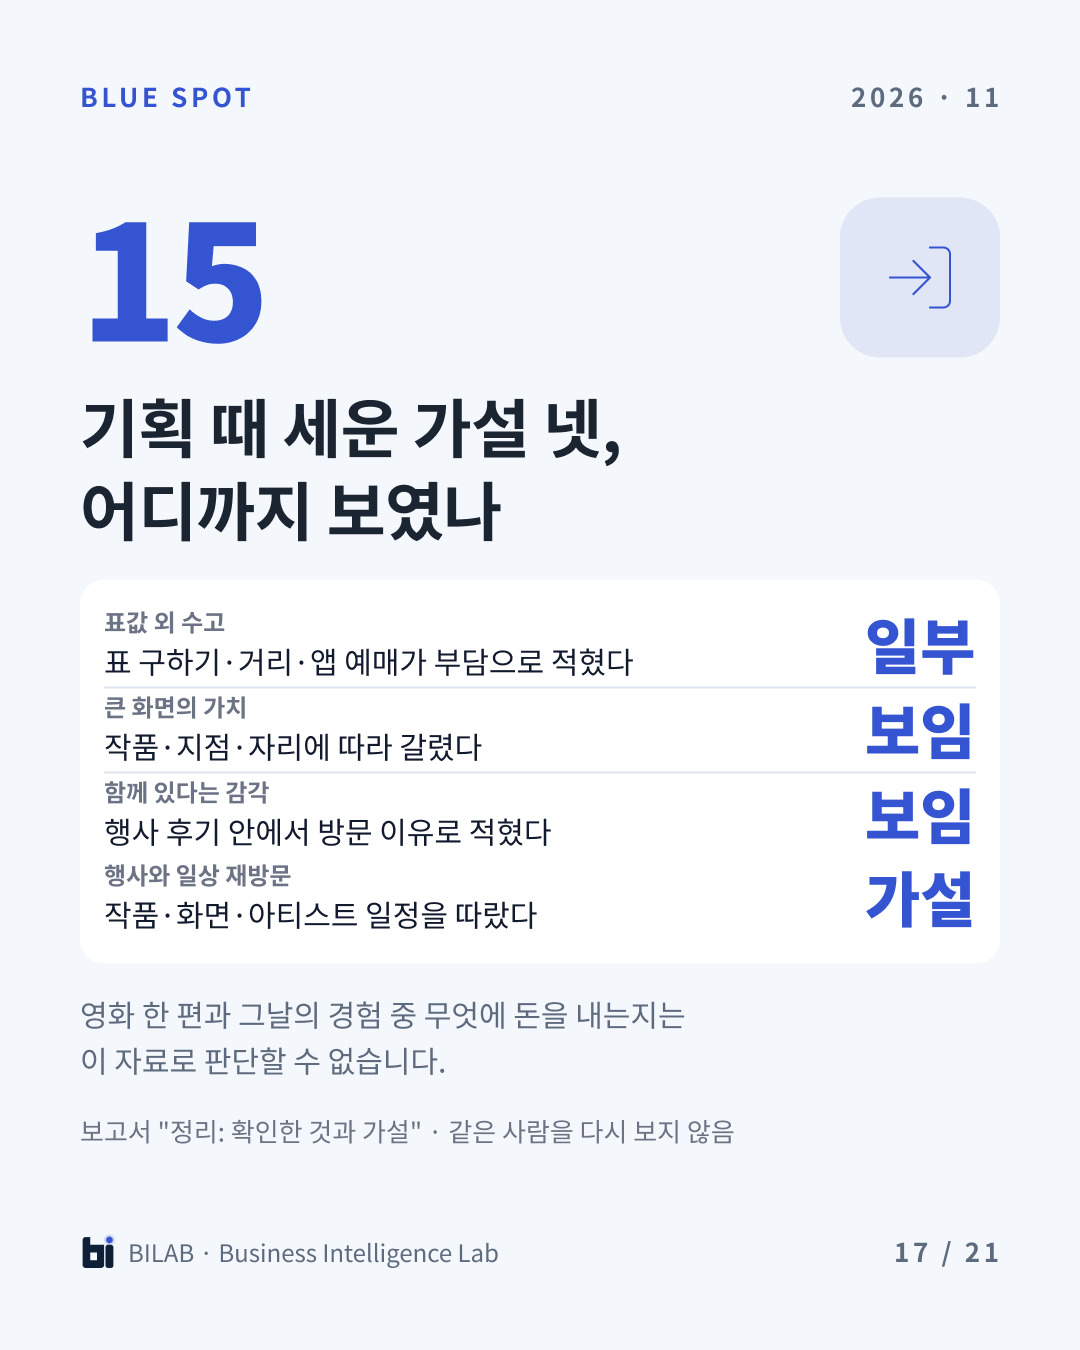 BLUE SPOT
2026 · 11
15
기획 때 세운 가설 넷,
어디까지 보였나
표값 외 수고
표 구하기·거리·앱 예매가 부담으로 적혔다
일부
큰 화면의 가치
작품·지점·자리에 따라 갈렸다
보임
함께 있다는 감각
행사 후기 안에서 방문 이유로 적혔다
보임
행사와 일상 재방문
작품·화면·아티스트 일정을 따랐다
가설
영화 한 편과 그날의 경험 중 무엇에 돈을 내는지는
이 자료로 판단할 수 없습니다.
보고서 "정리: 확인한 것과 가설" · 같은 사람을 다시 보지 않음
bi BILAB · Business Intelligence Lab
17 / 21